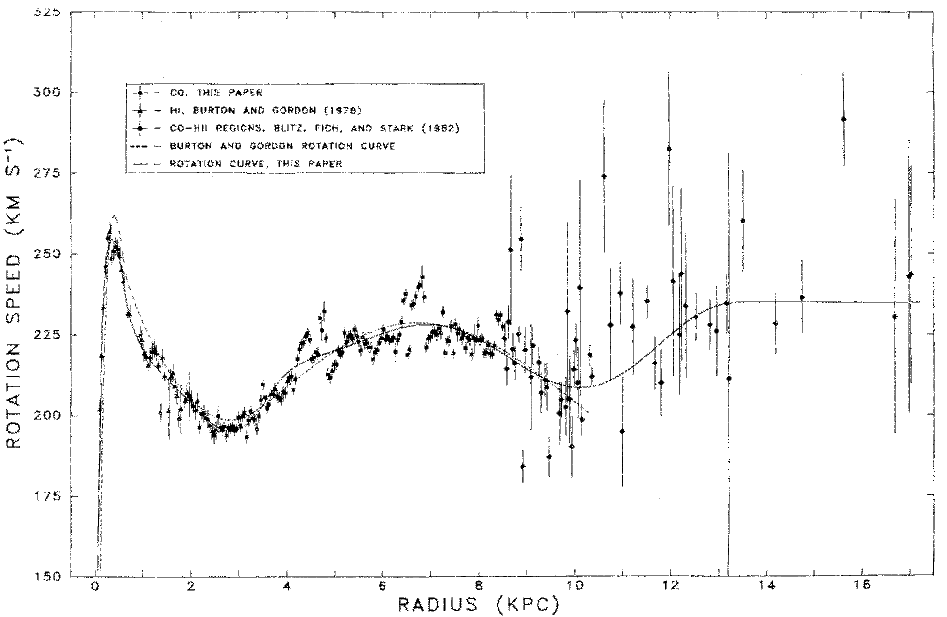 325
300
275
250
225
200
175
150
ROTATION SPEED (KM S⁻¹)
CO, THIS PAPER
HI, BURTON AND GORDON (1978)
CO-HII REGIONS, BLITZ, FICH, AND STARK (1982)
BURTON AND GORDON ROTATION CURVE
ROTATION CURVE, THIS PAPER
0 2 4 6 8 10 12 14 16
RADIUS (KPC)